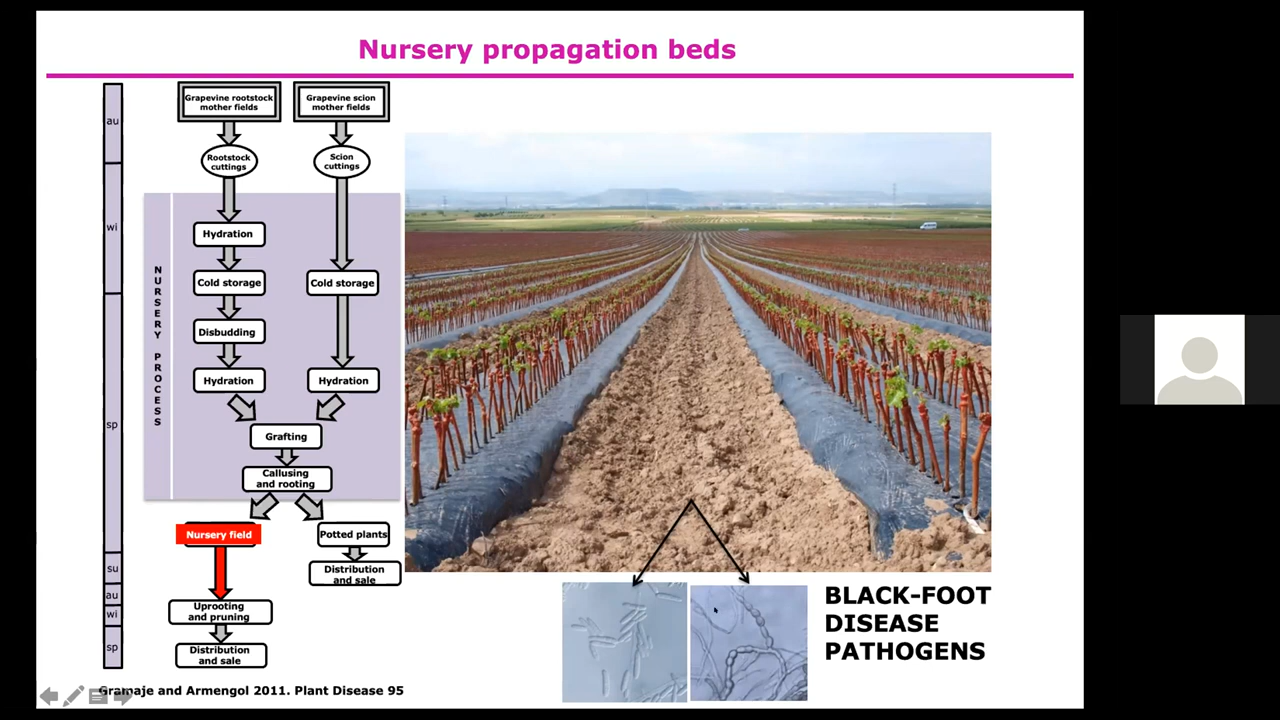 Nursery propagation beds
au
wi
sp
su
au
wi
sp
Grapevine rootstock
mother fields
Grapevine scion
mother fields
Rootstock
cuttings
Scion
cuttings
NURSERY PROCESS
Hydration
Cold storage
Cold storage
Disbudding
Hydration
Hydration
Grafting
Callusing
and rooting
Nursery field
Potted plants
Distribution
and sale
Uprooting
and pruning
Distribution
and sale
BLACK-FOOT
DISEASE
PATHOGENS
Gramaje and Armengol 2011. Plant Disease 95